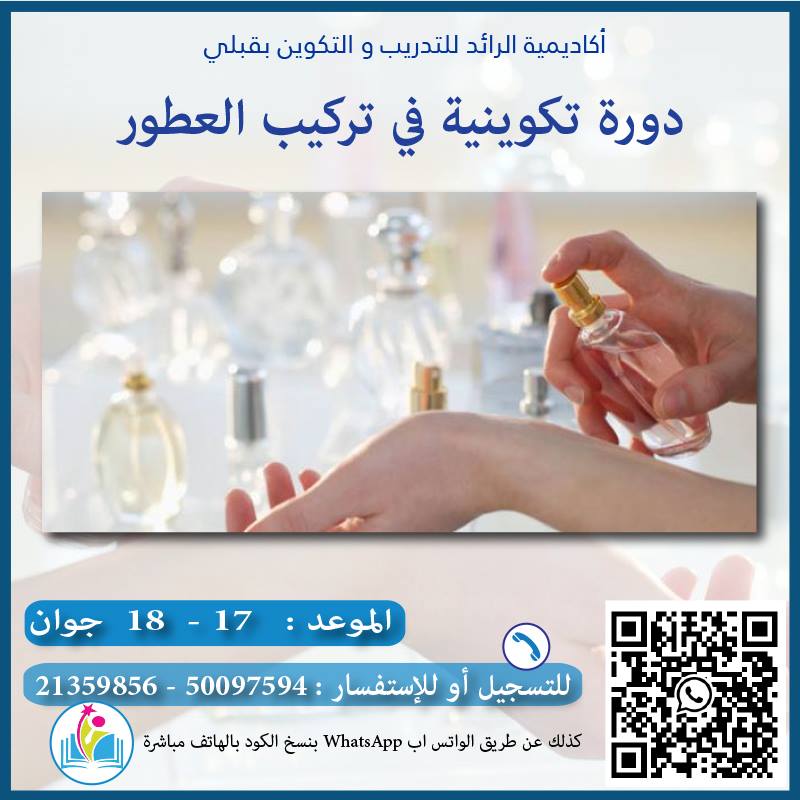 أكاديمية الرائد للتدريب و التكوين بقبلي
دورة تكوينية في تركيب العطور
الموعد : 17 - 18 جوان
للتسجيل أو للإستفسار : 50097594 - 21359856
كذلك عن طريق الواتس اب WhatsApp بنسخ الكود بالهاتف مباشرة